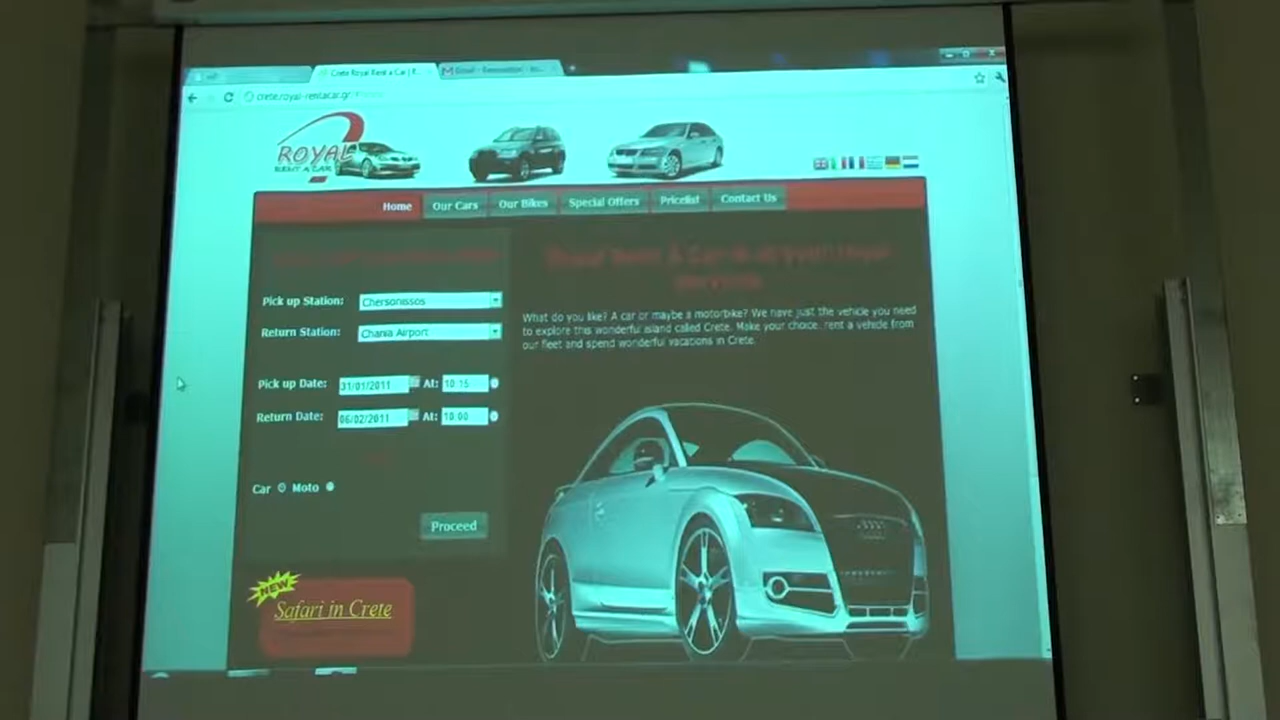 Crete Royal Rent a Car | R...
crete.royal-rentacar.gr
ROYAL
RENT A CAR
Home
Our Cars
Our Bikes
Special Offers
Pricelist
Contact Us
Pick up Station:
Chersonissos
Return Station:
Chania Airport
Pick up Date:
31/01/2011
At:
10:15
Return Date:
06/02/2011
At:
10:00
Car
Moto
Proceed
NEW
Safari in Crete
What do you like? A car or maybe a motorbike? We have just the vehicle you need
to explore this wonderful island called Crete. Make your choice, rent a vehicle from
our fleet and spend wonderful vacations in Crete.